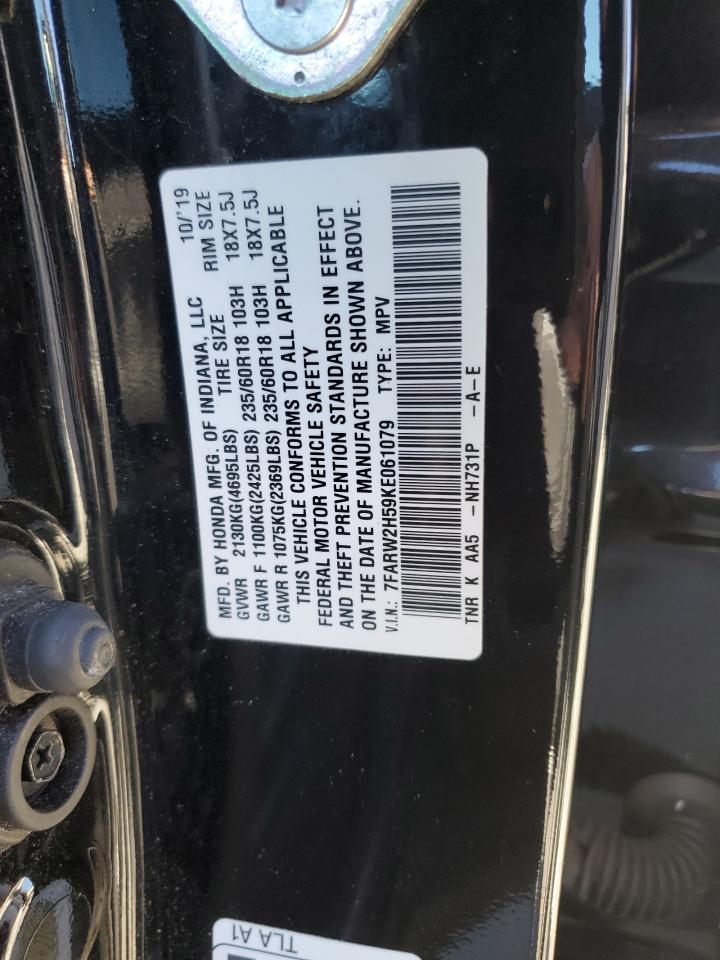 MFD. BY HONDA MFG. OF INDIANA, LLC 10/'19
GVWR 2130KG(4695LBS) TIRE SIZE RIM SIZE
GAWR F 1100KG(2425LBS) 235/60R18 103H 18X7.5J
GAWR R 1075KG(2369LBS) 235/60R18 103H 18X7.5J
THIS VEHICLE CONFORMS TO ALL APPLICABLE
FEDERAL MOTOR VEHICLE SAFETY
AND THEFT PREVENTION STANDARDS IN EFFECT
ON THE DATE OF MANUFACTURE SHOWN ABOVE.
V.I.N.: 7FARW2H59KE061079 TYPE: MPV
TNR K AA5 -NH731P -A-E
TLA A1